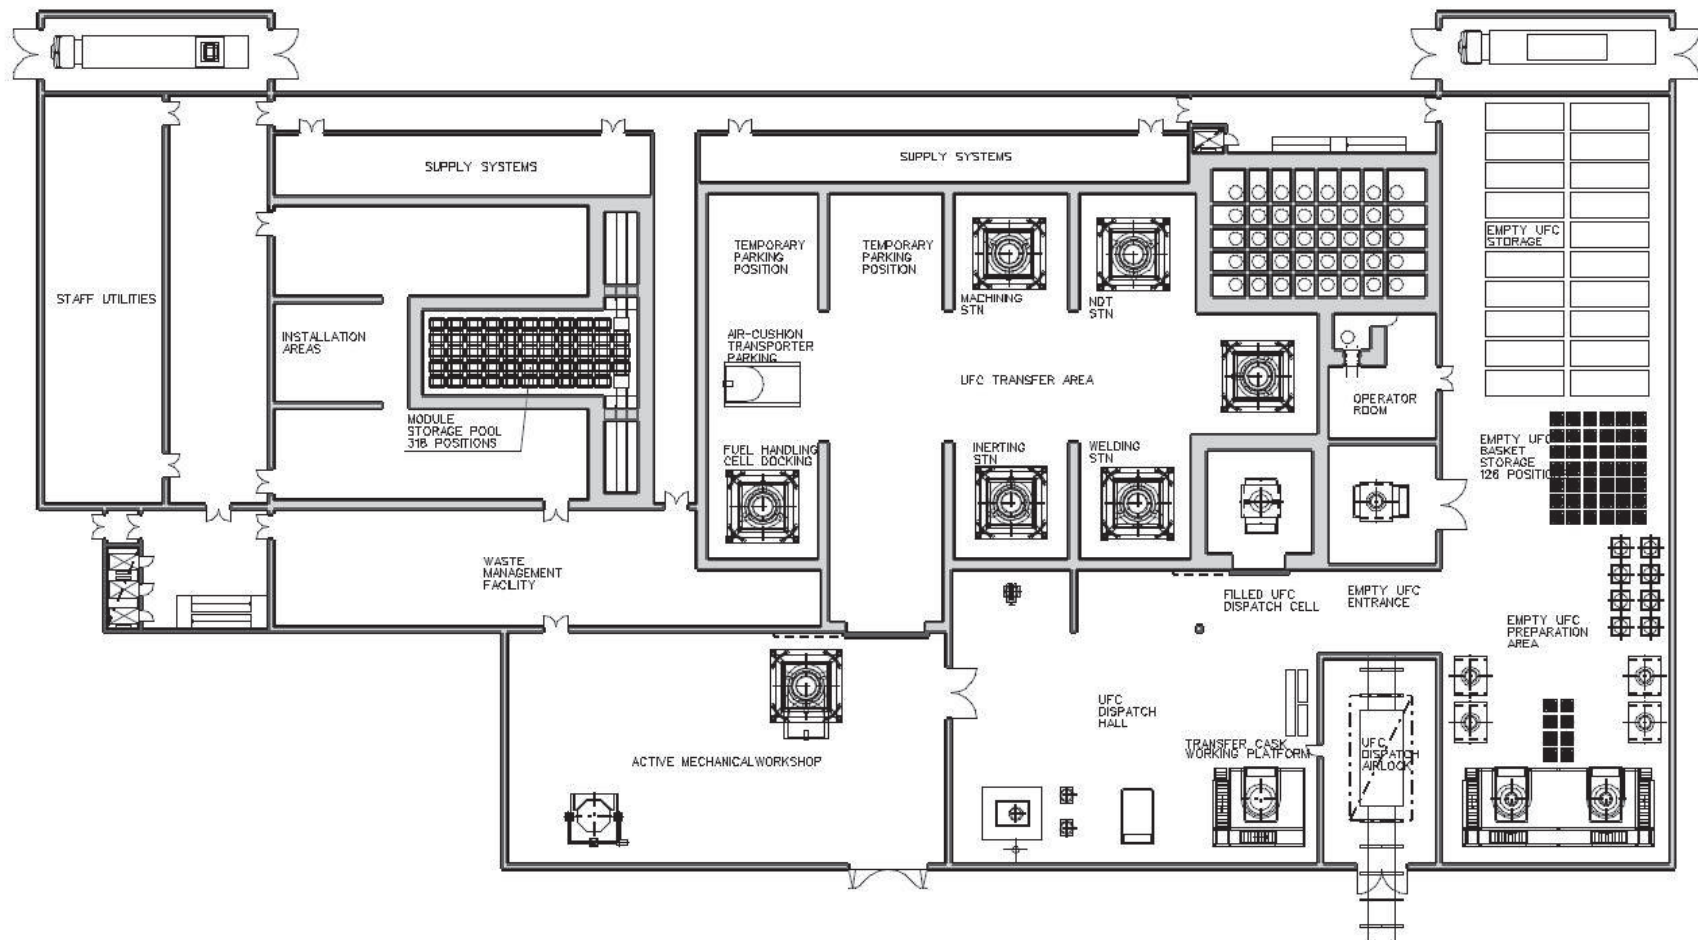 SUPPLY SYSTEMS
SUPPLY SYSTEMS
STAFF UTILITIES
INSTALLATION
AREAS
MODULE
STORAGE POOL
318 POSITIONS
TEMPORARY
PARKING
POSITION
TEMPORARY
PARKING
POSITION
MACHINING
STN
NDT
STN
AIR-CUSHION
TRANSPORTER
PARKING
UFC TRANSFER AREA
FUEL HANDLING
CELL DOCKING
INERTING
STN
WELDING
STN
OPERATOR
ROOM
EMPTY UFC
STORAGE
EMPTY UFC
BASKET
STORAGE
126 POSITIONS
WASTE
MANAGEMENT
FACILITY
FILLED UFC
DISPATCH CELL
EMPTY UFC
ENTRANCE
EMPTY UFC
PREPARATION
AREA
UFC
DISPATCH
HALL
ACTIVE MECHANICALWORKSHOP
TRANSFER CASK
WORKING PLATFORM
UFC
DISPATCH
AIRLOCK